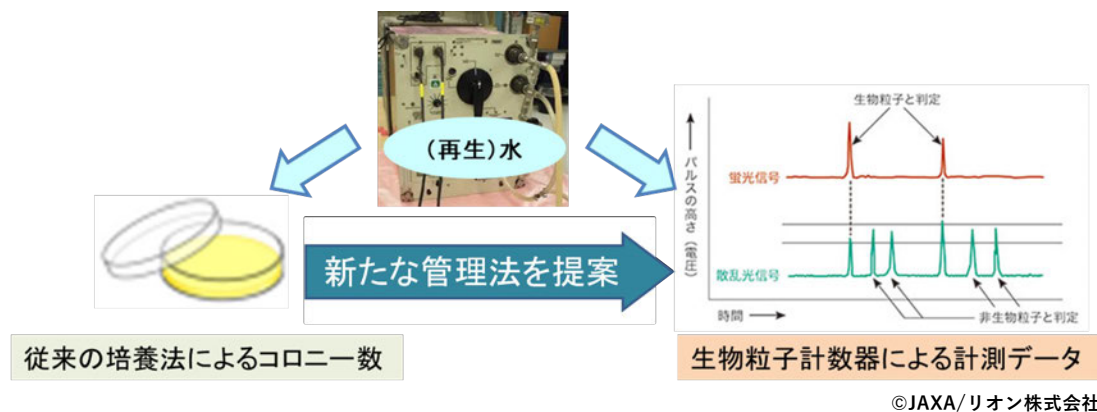 (再生)水
新たな管理法を提案
従来の培養法によるコロニー数
生物粒子と判定
パルスの高さ(電圧)
蛍光信号
散乱光信号
時間
非生物粒子と判定
生物粒子計数器による計測データ
©JAXA/リオン株式会社